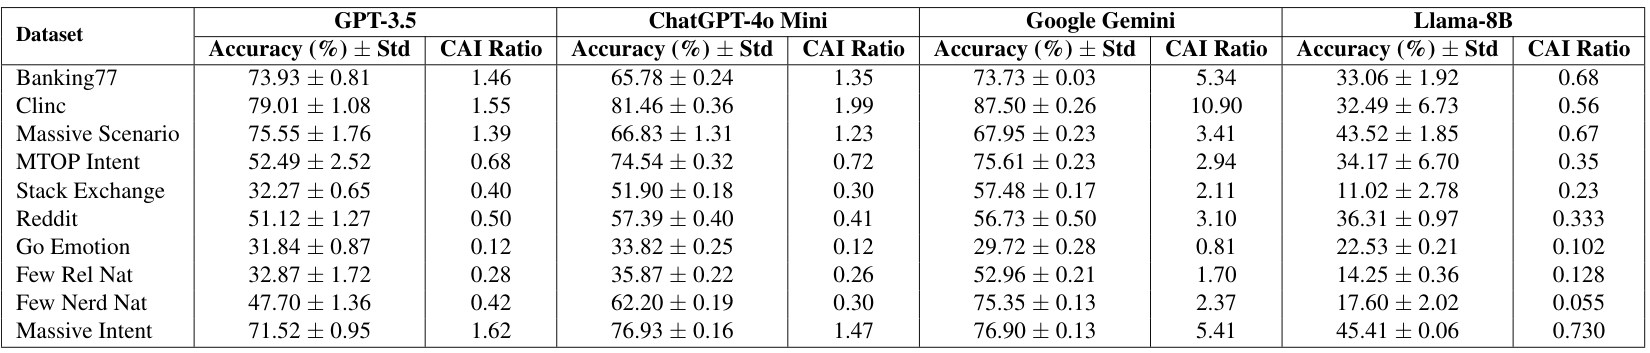 Dataset GPT-3.5 ChatGPT-4o Mini Google Gemini Llama-8B
Accuracy (%) ± Std CAI Ratio Accuracy (%) ± Std CAI Ratio Accuracy (%) ± Std CAI Ratio Accuracy (%) ± Std CAI Ratio
Banking77 73.93 ± 0.81 1.46 65.78 ± 0.24 1.35 73.73 ± 0.03 5.34 33.06 ± 1.92 0.68
Clinc 79.01 ± 1.08 1.55 81.46 ± 0.36 1.99 87.50 ± 0.26 10.90 32.49 ± 6.73 0.56
Massive Scenario 75.55 ± 1.76 1.39 66.83 ± 1.31 1.23 67.95 ± 0.23 3.41 43.52 ± 1.85 0.67
MTOP Intent 52.49 ± 2.52 0.68 74.54 ± 0.32 0.72 75.61 ± 0.23 2.94 34.17 ± 6.70 0.35
Stack Exchange 32.27 ± 0.65 0.40 51.90 ± 0.18 0.30 57.48 ± 0.17 2.11 11.02 ± 2.78 0.23
Reddit 51.12 ± 1.27 0.50 57.39 ± 0.40 0.41 56.73 ± 0.50 3.10 36.31 ± 0.97 0.333
Go Emotion 31.84 ± 0.87 0.12 33.82 ± 0.25 0.12 29.72 ± 0.28 0.81 22.53 ± 0.21 0.102
Few Rel Nat 32.87 ± 1.72 0.28 35.87 ± 0.22 0.26 52.96 ± 0.21 1.70 14.25 ± 0.36 0.128
Few Nerd Nat 47.70 ± 1.36 0.42 62.20 ± 0.19 0.30 75.35 ± 0.13 2.37 17.60 ± 2.02 0.055
Massive Intent 71.52 ± 0.95 1.62 76.93 ± 0.16 1.47 76.90 ± 0.13 5.41 45.41 ± 0.06 0.730